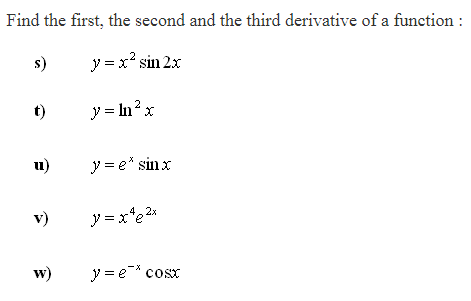 Find the first, the second and the third derivative of a function :
s) y = x² sin 2x
t) y = ln² x
u) y = eˣ sin x
v) y = x⁴e²ˣ
w) y = e⁻ˣ cosx